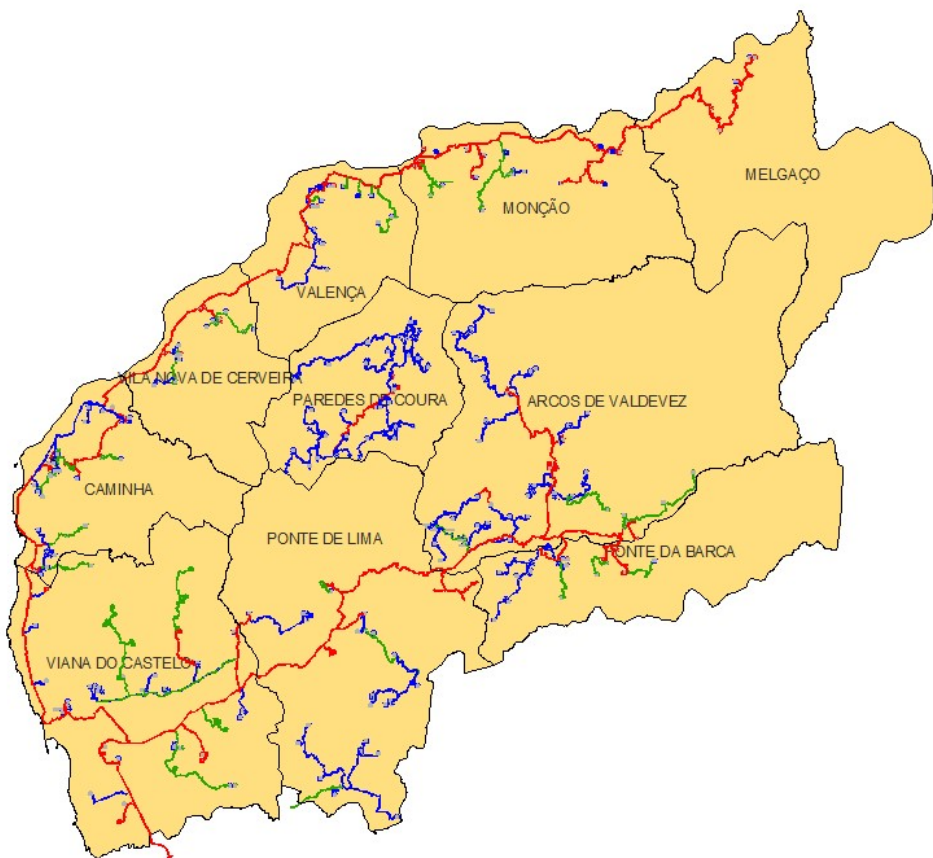 MELGAÇO
MONÇÃO
VALENÇA
VILA NOVA DE CERVEIRA
PAREDES DE COURA
ARCOS DE VALDEVEZ
CAMINHA
PONTE DE LIMA
PONTE DA BARCA
VIANA DO CASTELO